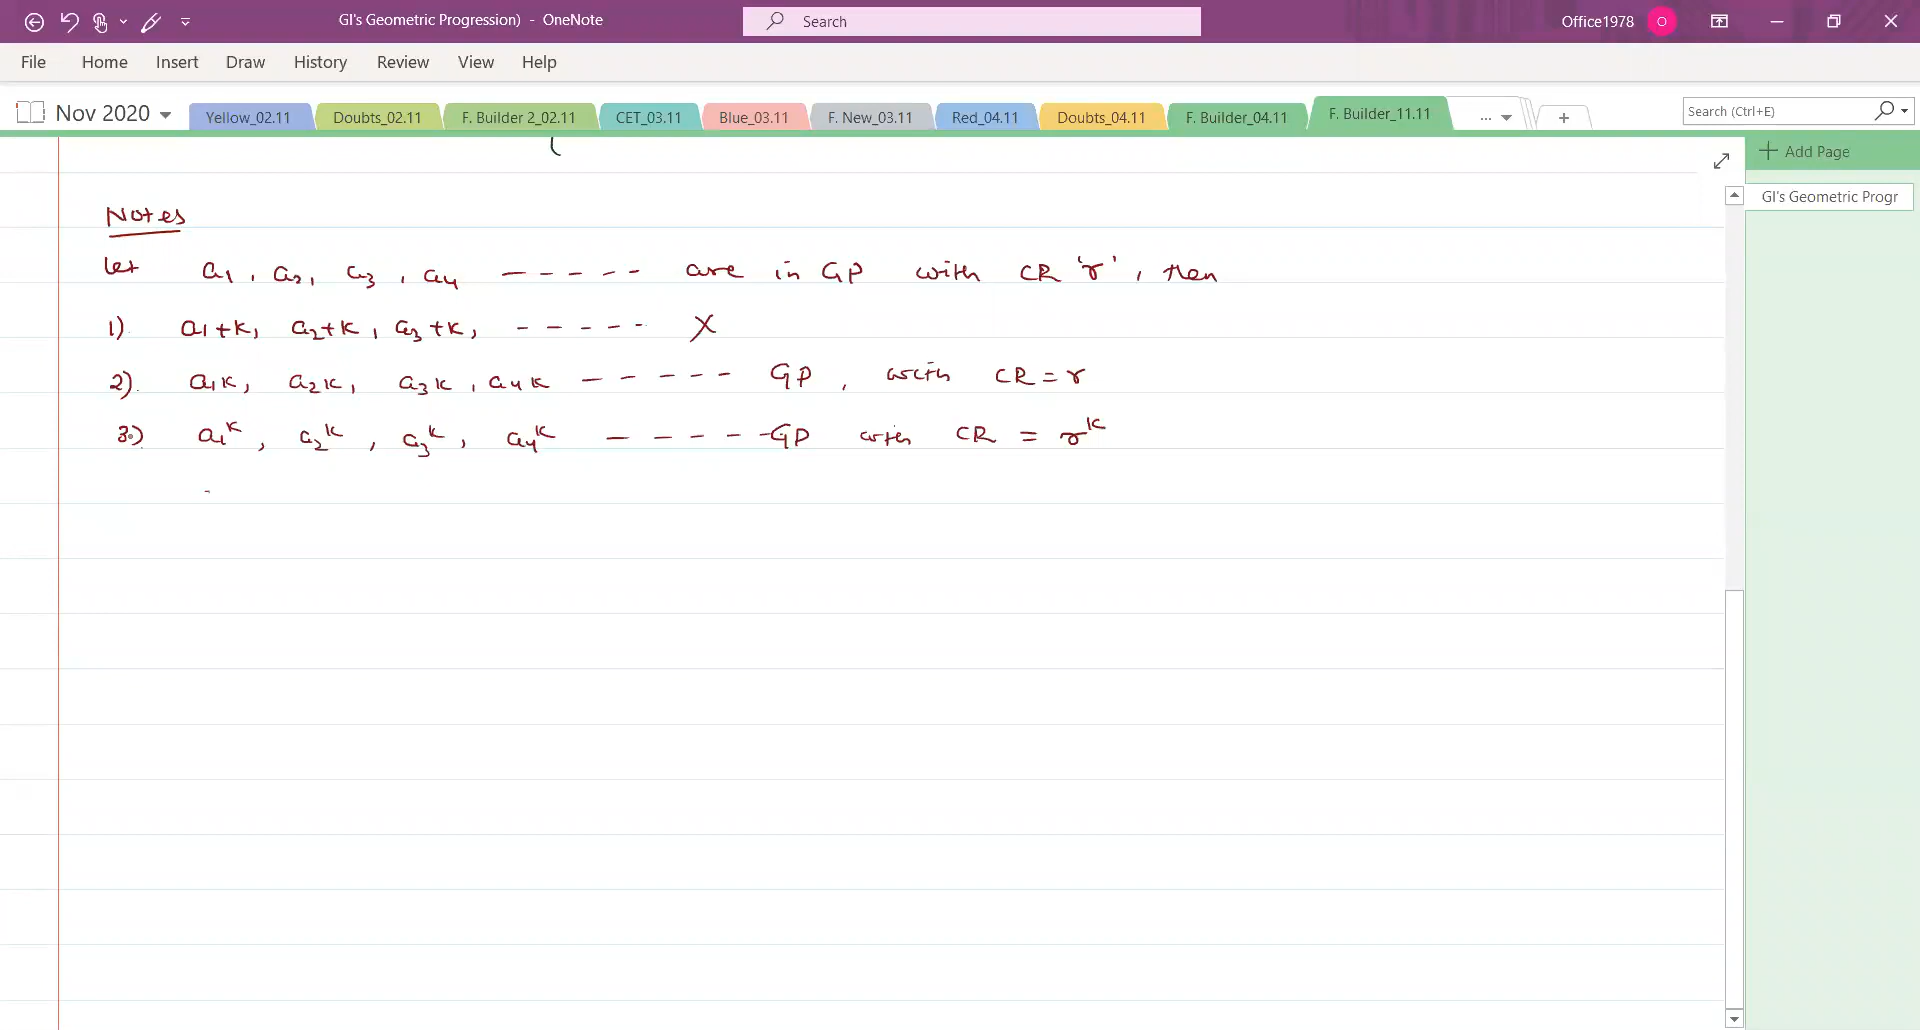 GI's Geometric Progression) - OneNote
Search
Office1978
O
File Home Insert Draw History Review View Help
Nov 2020
Yellow_02.11 Doubts_02.11 F. Builder 2_02.11 CET_03.11 Blue_03.11 F. New_03.11 Red_04.11 Doubts_04.11 F. Builder_04.11 F. Builder_11.11 ... +
Search (Ctrl+E)
Add Page
GI's Geometric Progr
Notes
Let a₁, a₂, a₃, a₄ ----- are in GP with CR 'r', then
1). a₁+k, a₂+k, a₃+k, ----- X
2). a₁k, a₂k, a₃k, a₄k ------ GP, with CR = r
3) a₁ᵏ, a₂ᵏ, a₃ᵏ, a₄ᵏ ------ GP with CR = rᵏ